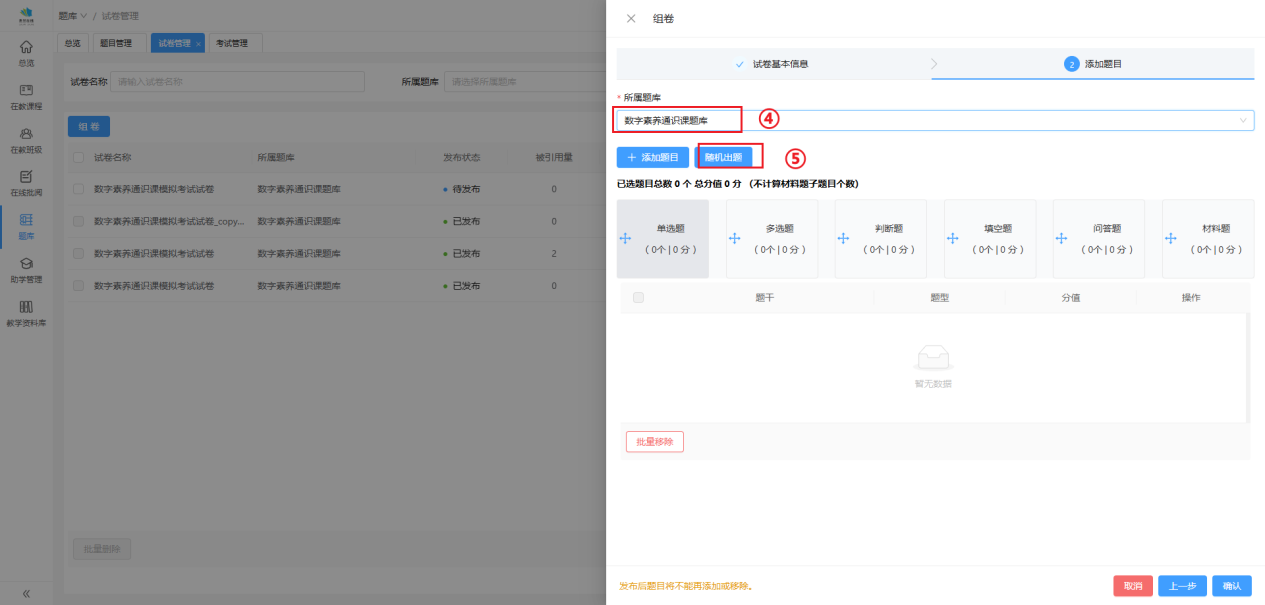 题库 / 试卷管理
总览
题目管理
试卷管理 ×
考试管理
试卷名称 请输入试卷名称
所属题库 请选择所属题库
组 卷
试卷名称 所属题库 发布状态 被引用量
数字素养通识课模拟考试试卷 数字素养通识课题库 待发布 0
数字素养通识课模拟考试试卷_copy... 数字素养通识课题库 已发布 0
数字素养通识课模拟考试试卷 数字素养通识课题库 已发布 2
数字素养通识课模拟考试试卷 数字素养通识课题库 已发布 0
批量删除
总览
在教课程
在教班级
在线批阅
题库
助学管理
教学资料库
«
× 组卷
✓ 试卷基本信息
2 添加题目
* 所属题库
数字素养通识课题库
④
+ 添加题目
随机出题
⑤
已选题目总数 0 个 总分值 0 分 （不计算材料题子题目个数）
单选题
（ 0个 | 0 分 ）
多选题
（ 0个 | 0 分 ）
判断题
（ 0个 | 0 分 ）
填空题
（ 0个 | 0 分 ）
问答题
（ 0个 | 0 分 ）
材料题
（ 0个 | 0 分 ）
题干 题型 分值 操作
暂无数据
批量移除
发布后题目将不能再添加或移除。
取消
上一步
确认